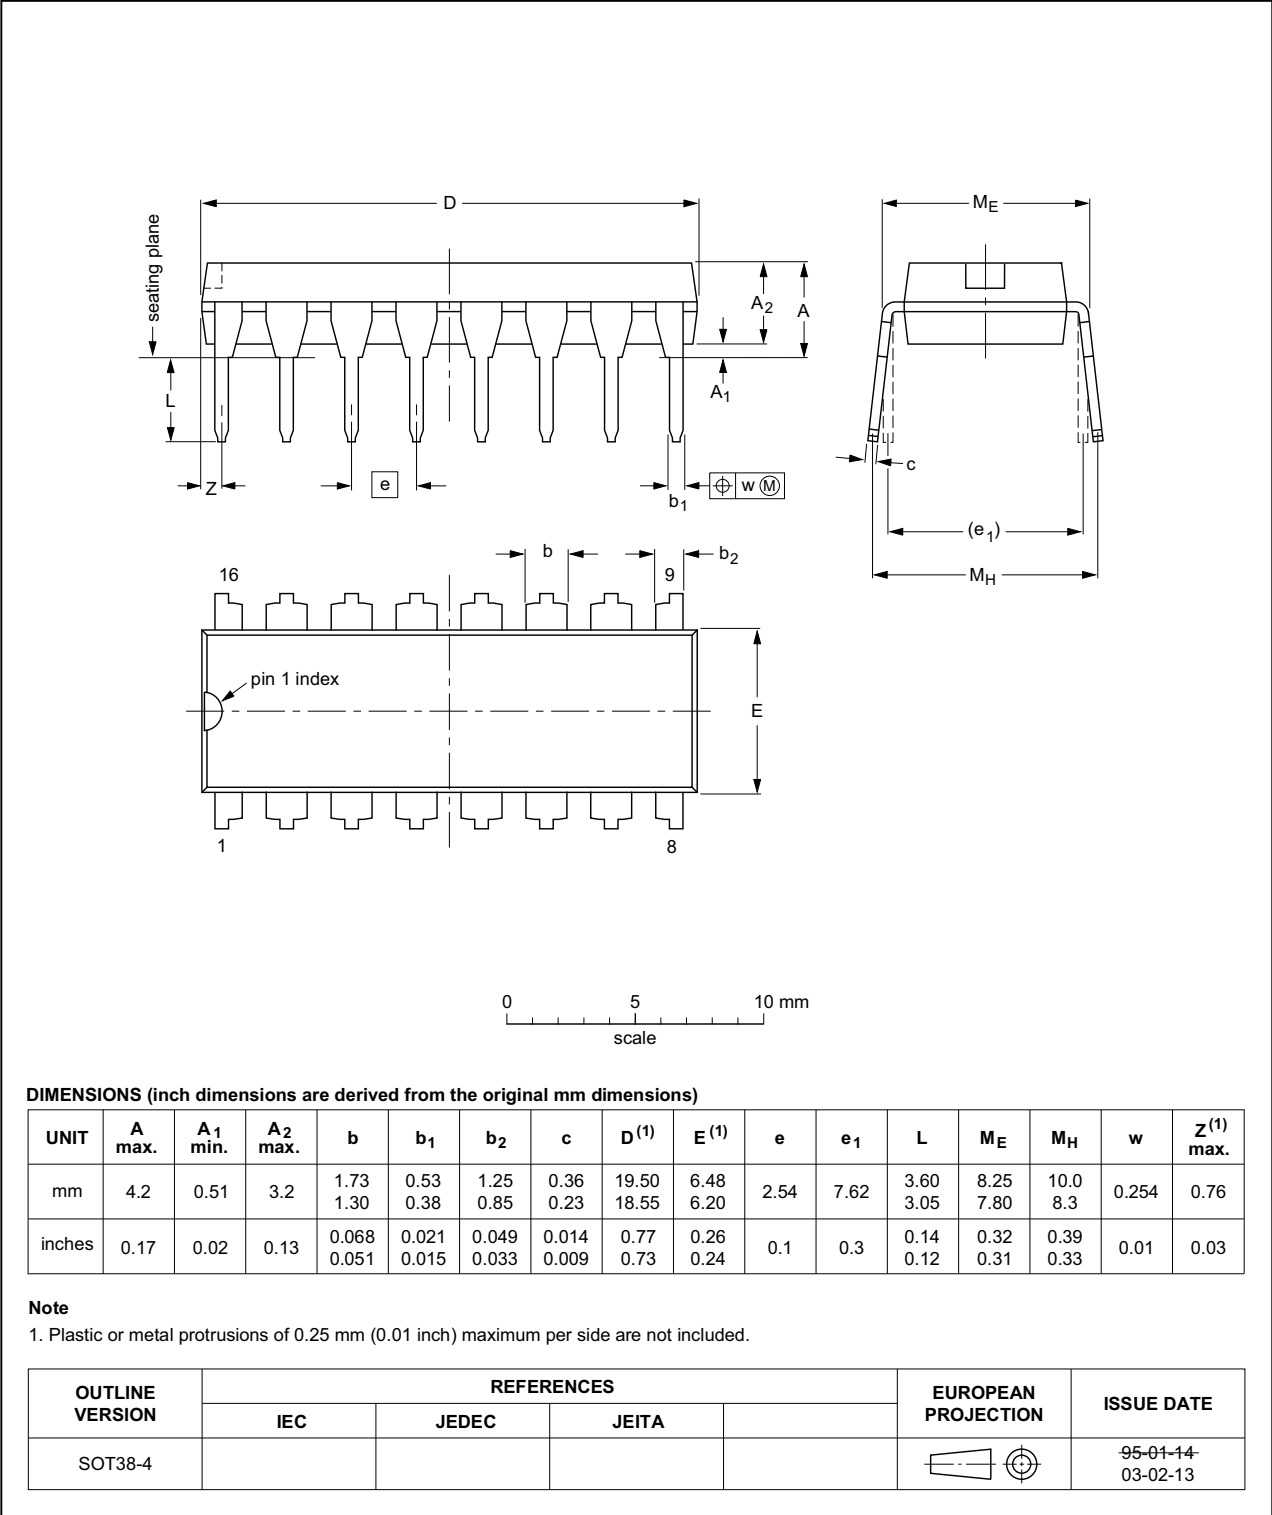 D
ME
seating plane
A2
A
A1
L
Z
e
b1
w M
c
(e1)
MH
b
b2
16
9
pin 1 index
E
1
8
0 5 10 mm
scale
DIMENSIONS (inch dimensions are derived from the original mm dimensions)
UNIT A max. A1 min. A2 max. b b1 b2 c D(1) E(1) e e1 L ME MH w Z(1) max.
mm 4.2 0.51 3.2 1.73 1.30 0.53 0.38 1.25 0.85 0.36 0.23 19.50 18.55 6.48 6.20 2.54 7.62 3.60 3.05 8.25 7.80 10.0 8.3 0.254 0.76
inches 0.17 0.02 0.13 0.068 0.051 0.021 0.015 0.049 0.033 0.014 0.009 0.77 0.73 0.26 0.24 0.1 0.3 0.14 0.12 0.32 0.31 0.39 0.33 0.01 0.03
Note
1. Plastic or metal protrusions of 0.25 mm (0.01 inch) maximum per side are not included.
OUTLINE VERSION
REFERENCES
EUROPEAN PROJECTION
ISSUE DATE
IEC JEDEC JEITA
SOT38-4
95-01-14
03-02-13